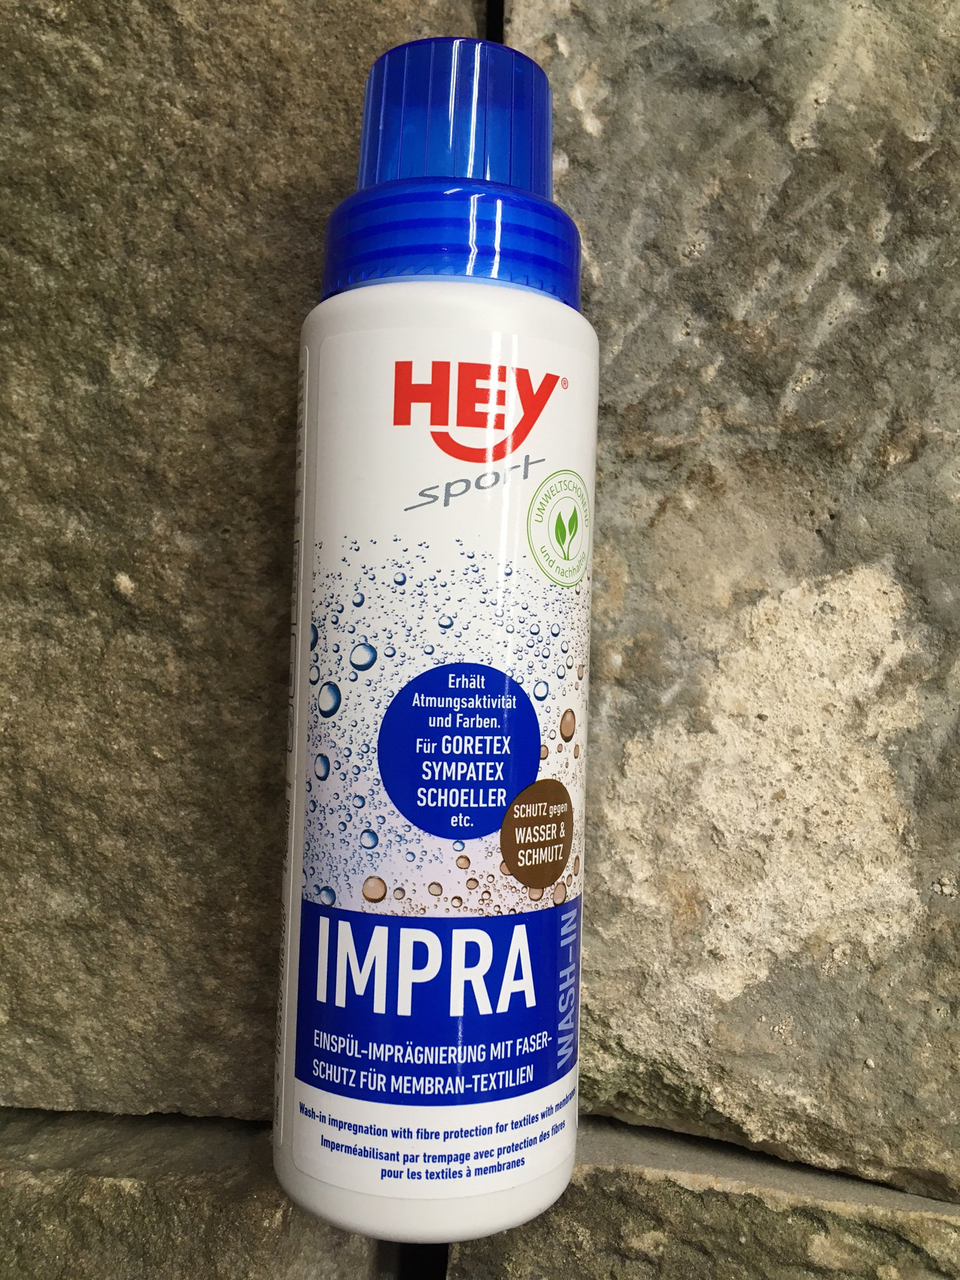 HEY®
sport
UMWELTSCHONEND
und nachhaltig
Erhält
Atmungsaktivität
und Farben.
Für GORETEX
SYMPATEX
SCHOELLER
etc.
SCHUTZ gegen
WASSER &
SCHMUTZ
IMPRA
WASH-IN
EINSPÜL-IMPRÄGNIERUNG MIT FASER-
SCHUTZ FÜR MEMBRAN-TEXTILIEN
Wash-in impregnation with fibre protection for textiles with
Imperméabilisant par trempage avec protection des fibres
pour les textiles à membranes